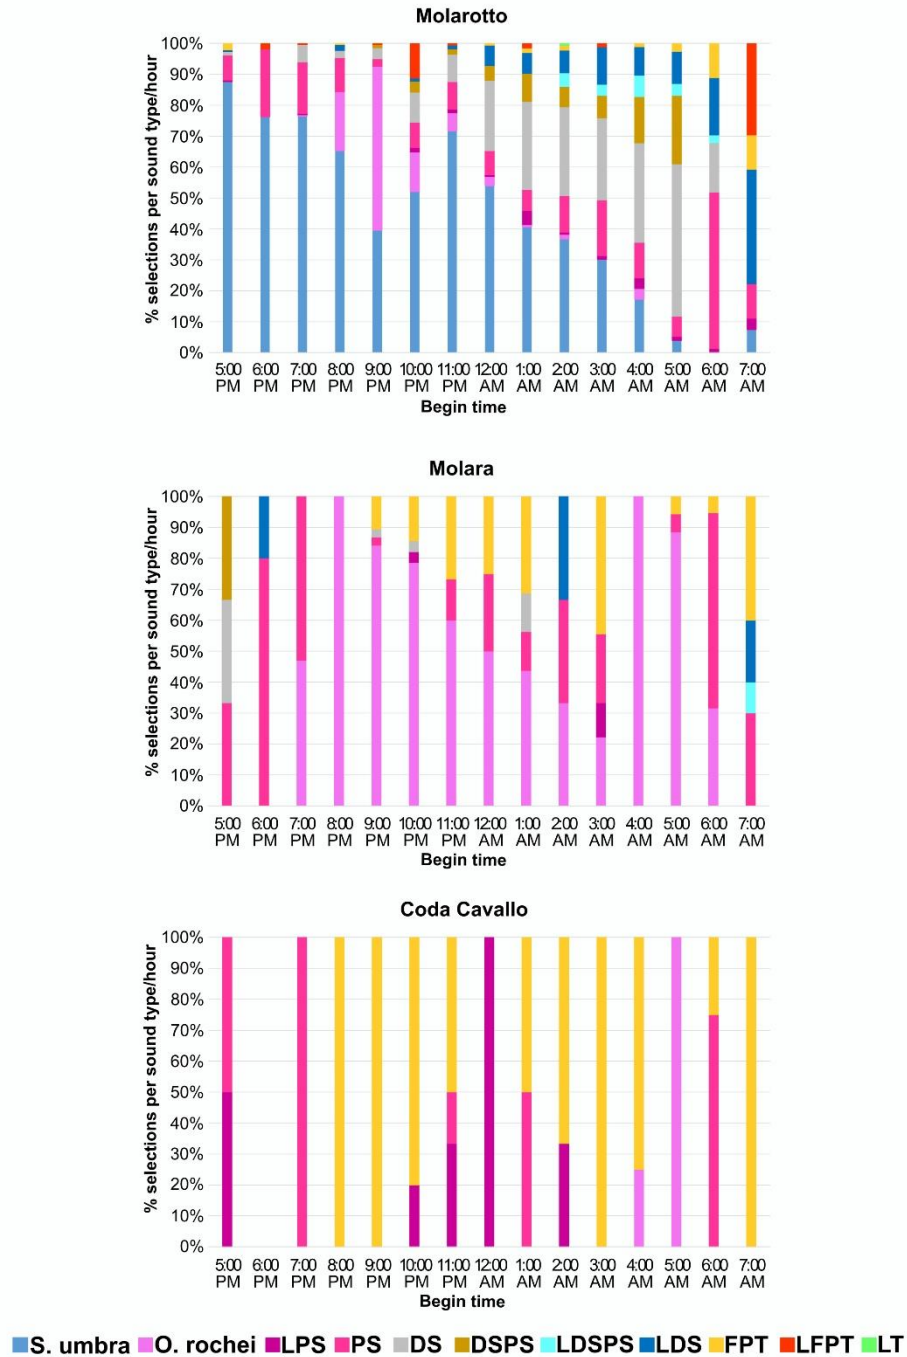 Molarotto
% selections per sound type/hour
100%
90%
80%
70%
60%
50%
40%
30%
20%
10%
0%
5:00 6:00 7:00 8:00 9:00 10:00 11:00 12:00 1:00 2:00 3:00 4:00 5:00 6:00 7:00
PM PM PM PM PM PM PM AM AM AM AM AM AM AM AM
Begin time
Molara
% selections per sound type/hour
100%
90%
80%
70%
60%
50%
40%
30%
20%
10%
0%
5:00 6:00 7:00 8:00 9:00 10:00 11:00 12:00 1:00 2:00 3:00 4:00 5:00 6:00 7:00
PM PM PM PM PM PM PM AM AM AM AM AM AM AM AM
Begin time
Coda Cavallo
% selections per sound type/hour
100%
90%
80%
70%
60%
50%
40%
30%
20%
10%
0%
5:00 6:00 7:00 8:00 9:00 10:00 11:00 12:00 1:00 2:00 3:00 4:00 5:00 6:00 7:00
PM PM PM PM PM PM PM AM AM AM AM AM AM AM AM
Begin time
S. umbra O. rochei LPS PS DS DSPS LDSPS LDS FPT LFPT LT